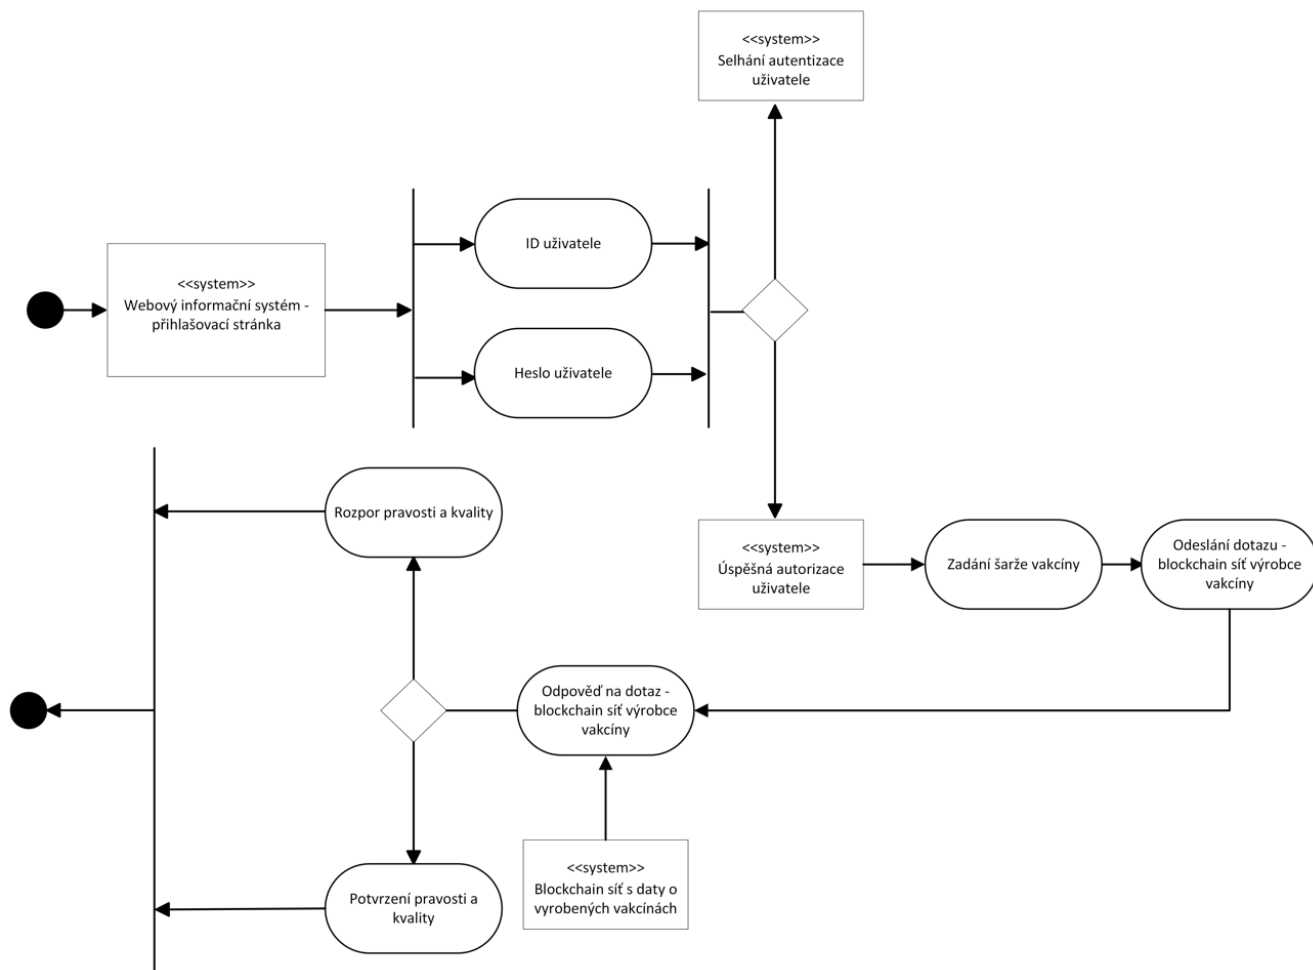 <<system>>
Selhání autentizace
uživatele
ID uživatele
<<system>>
Webový informační systém -
přihlašovací stránka
Heslo uživatele
Rozpor pravosti a kvality
<<system>>
Úspěšná autorizace
uživatele
Zadání šarže vakcíny
Odeslání dotazu -
blockchain síť výrobce
vakcíny
Odpověď na dotaz -
blockchain síť výrobce
vakcíny
<<system>>
Blockchain síť s daty o
vyrobených vakcínách
Potvrzení pravosti a
kvality